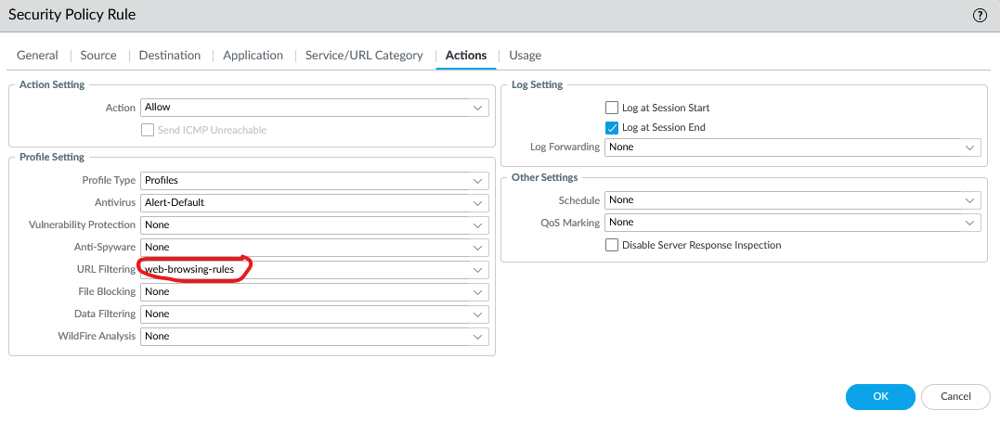 Security Policy Rule
General | Source | Destination | Application | Service/URL Category | Actions | Usage
Action Setting
Action Allow
Send ICMP Unreachable
Profile Setting
Profile Type Profiles
Antivirus Alert-Default
Vulnerability Protection None
Anti-Spyware None
URL Filtering web-browsing-rules
File Blocking None
Data Filtering None
WildFire Analysis None
Log Setting
Log at Session Start
Log at Session End
Log Forwarding None
Other Settings
Schedule None
QoS Marking None
Disable Server Response Inspection
OK Cancel